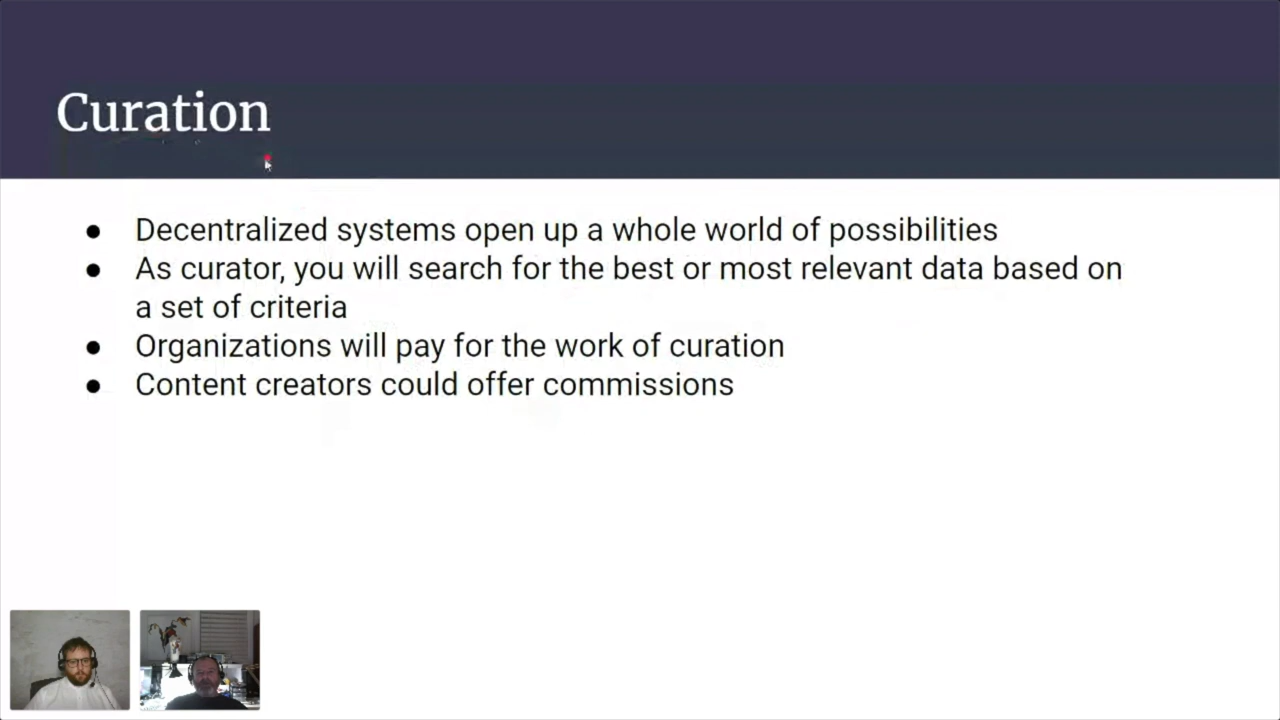 Curation
● Decentralized systems open up a whole world of possibilities
● As curator, you will search for the best or most relevant data based on
a set of criteria
● Organizations will pay for the work of curation
● Content creators could offer commissions